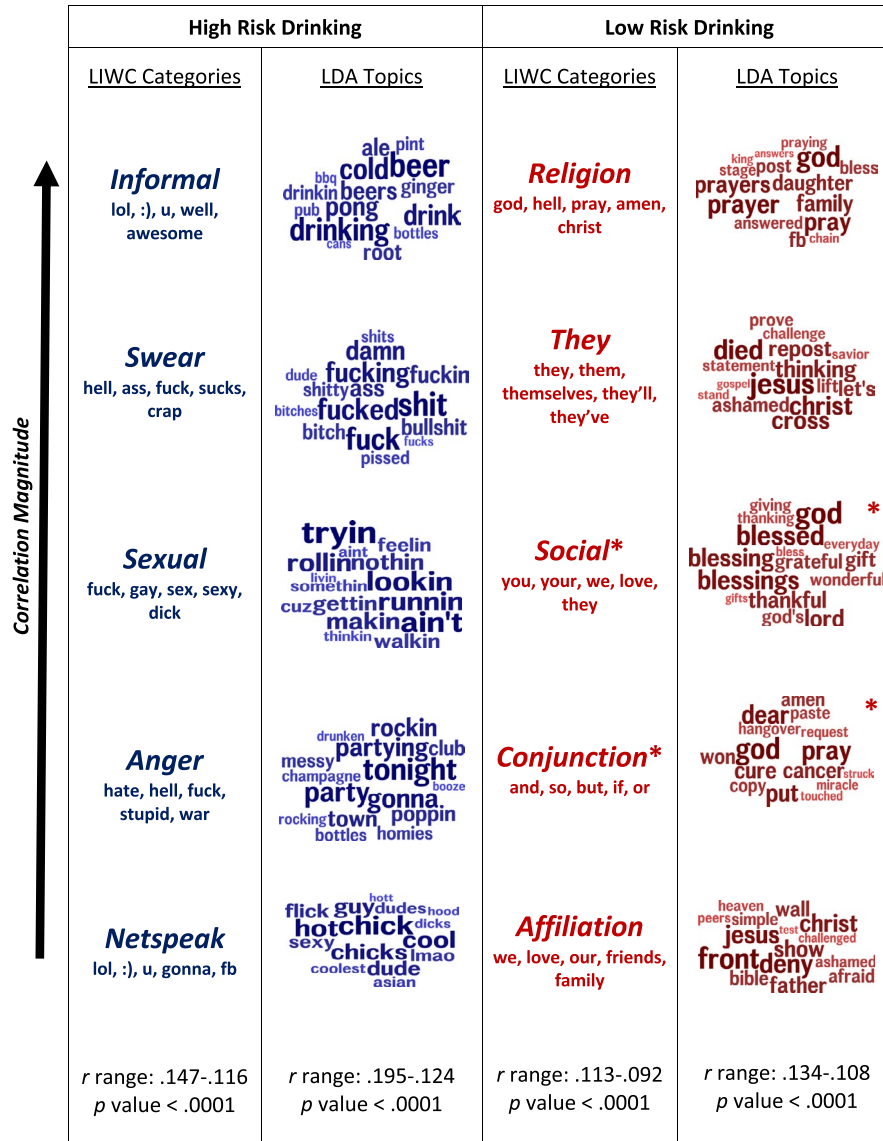 High Risk Drinking
Low Risk Drinking
LIWC Categories
LDA Topics
LIWC Categories
LDA Topics
Correlation Magnitude
Informal
lol, :), u, well,
awesome
ale pint
coldbeer
bbq
drinkin beers ginger
pub pong drink
drinking bottles
cans
root
Religion
god, hell, pray, amen,
christ
praying
king answers god
stage post bless
prayers daughter
prayer family
answered pray
fb chain
Swear
hell, ass, fuck, sucks,
crap
shits
damn
dude fucking fuckin
shitty ass
bitches fucked shit
bitch bullshit
fuck fucks
pissed
They
they, them,
themselves, they’ll,
they’ve
prove
challenge
died repost savior
statement thinking
gospel jesus lift let's
stand
ashamed christ
cross
Sexual
fuck, gay, sex, sexy,
dick
tryin
aint feelin
rollin nothin
livin
somethin lookin
cuz gettin runnin
makin ain't
thinkin walkin
Social*
you, your, we, love,
they
*
giving god
thanking
blessed
everyday
blessing bless grateful gift
blessings wonderful
gifts thankful
god's lord
Anger
hate, hell, fuck,
stupid, war
rockin
drunken
partying club
messy tonight
champagne booze
party gonna
rocking town poppin
bottles homies
Conjunction*
and, so, but, if, or
*
amen
dear paste
hangover request
won god pray
cure cancer struck
copy put miracle
touched
Netspeak
lol, :), u, gonna, fb
hott
flick guy dudes hood
hot chick dicks
sexy cool
chicks lmao
coolest dude
asian
Affiliation
we, love, our, friends,
family
heaven wall
peers simple christ
jesus test challenged
show
front deny ashamed
bible father afraid
r range: .147-.116
p value < .0001
r range: .195-.124
p value < .0001
r range: .113-.092
p value < .0001
r range: .134-.108
p value < .0001